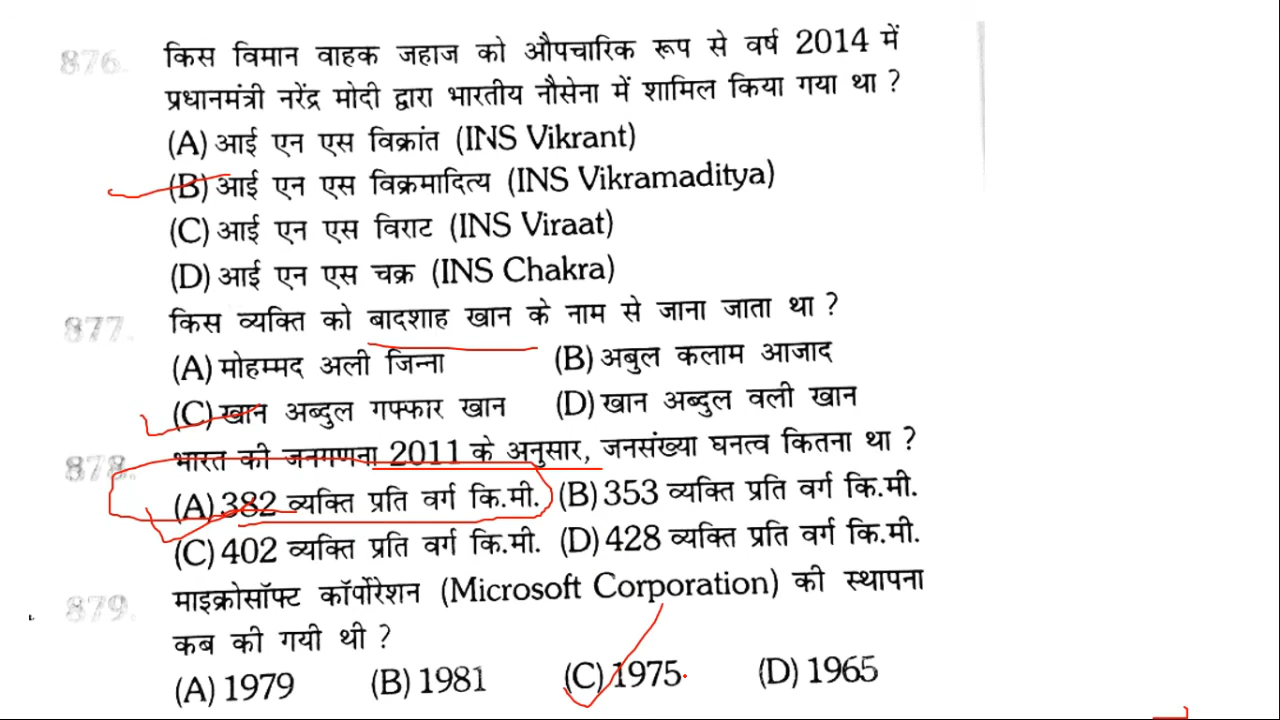 876. किस विमान वाहक जहाज को औपचारिक रूप से वर्ष 2014 में
प्रधानमंत्री नरेंद्र मोदी द्वारा भारतीय नौसेना में शामिल किया गया था ?
(A) आई एन एस विक्रांत (INS Vikrant)
(B) आई एन एस विक्रमादित्य (INS Vikramaditya)
(C) आई एन एस विराट (INS Viraat)
(D) आई एन एस चक्र (INS Chakra)
877. किस व्यक्ति को बादशाह खान के नाम से जाना जाता था ?
(A) मोहम्मद अली जिन्ना (B) अबुल कलाम आजाद
(C) खान अब्दुल गफ्फार खान (D) खान अब्दुल वली खान
878. भारत की जनगणना 2011 के अनुसार, जनसंख्या घनत्व कितना था ?
(A) 382 व्यक्ति प्रति वर्ग कि.मी. (B) 353 व्यक्ति प्रति वर्ग कि.मी.
(C) 402 व्यक्ति प्रति वर्ग कि.मी. (D) 428 व्यक्ति प्रति वर्ग कि.मी.
879. माइक्रोसॉफ्ट कॉर्पोरेशन (Microsoft Corporation) की स्थापना
कब की गयी थी ?
(A) 1979 (B) 1981 (C) 1975 (D) 1965